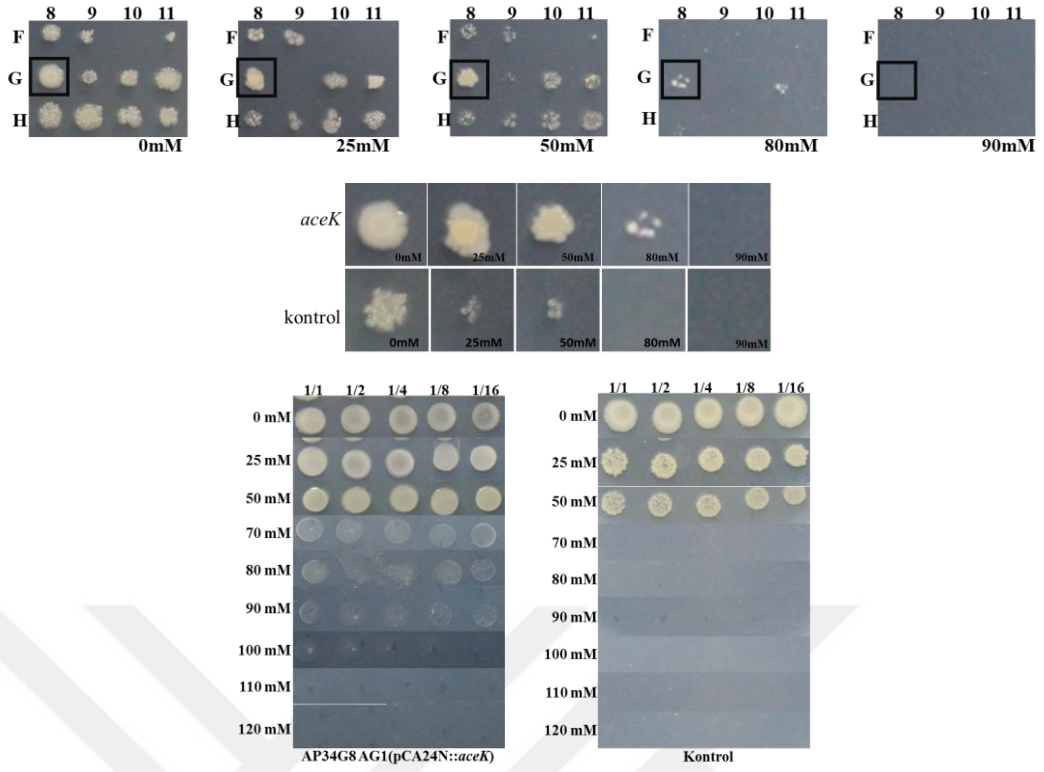 8 9 10 11 8 9 10 11 8 9 10 11 8 9 10 11 8 9 10 11
F F F F F
G G G G G
H H H H H
0mM 25mM 50mM 80mM 90mM
aceK
0mM 25mM 50mM 80mM 90mM
kontrol
0mM 25mM 50mM 80mM 90mM
1/1 1/2 1/4 1/8 1/16 1/1 1/2 1/4 1/8 1/16
0 mM 0 mM
25 mM 25 mM
50 mM 50 mM
70 mM 70 mM
80 mM 80 mM
90 mM 90 mM
100 mM 100 mM
110 mM 110 mM
120 mM 120 mM
AP34G8 AG1(pCA24N::aceK) Kontrol